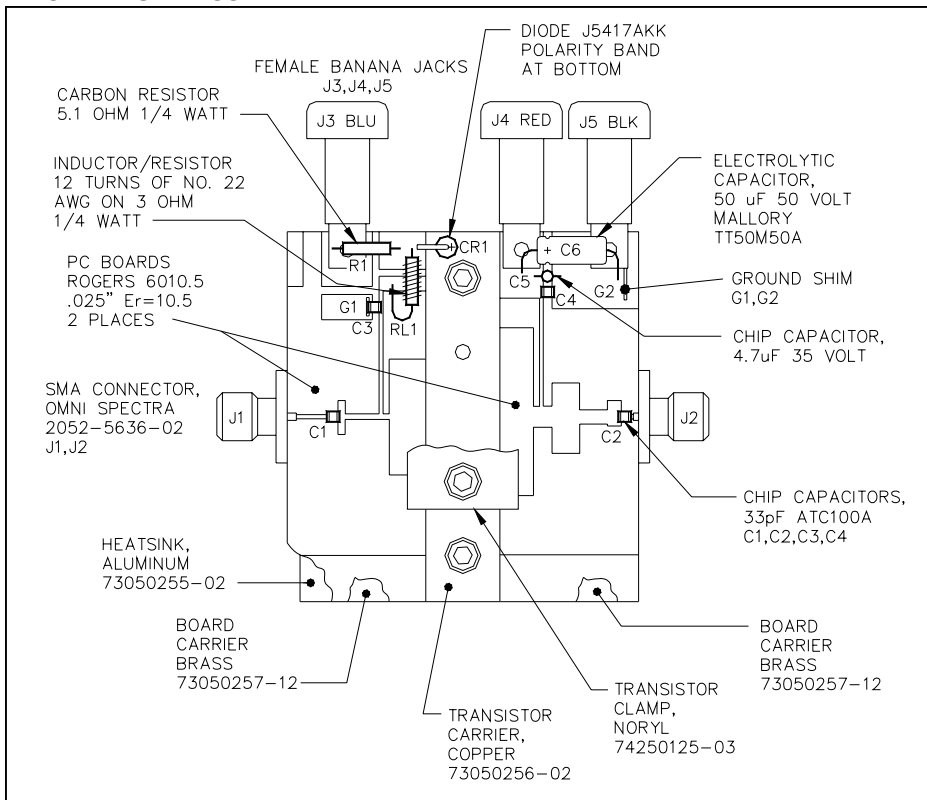 DIODE J5417AKK
POLARITY BAND
AT BOTTOM
FEMALE BANANA JACKS
J3,J4,J5
CARBON RESISTOR
5.1 OHM 1/4 WATT
J3 BLU
J4 RED
J5 BLK
INDUCTOR/RESISTOR
12 TURNS OF NO. 22
AWG ON 3 OHM
1/4 WATT
ELECTROLYTIC
CAPACITOR,
50 uF 50 VOLT
MALLORY
TT50M50A
R1
+
CR1
+
C6
C5
C4
G2
PC BOARDS
ROGERS 6010.5
.025" Er=10.5
2 PLACES
G1
C3
RL1
GROUND SHIM
G1,G2
CHIP CAPACITOR,
4.7uF 35 VOLT
SMA CONNECTOR,
OMNI SPECTRA
2052-5636-02
J1,J2
J1
C1
C2
J2
CHIP CAPACITORS,
33pF ATC100A
C1,C2,C3,C4
HEATSINK,
ALUMINUM
73050255-02
BOARD
CARRIER
BRASS
73050257-12
TRANSISTOR
CARRIER,
COPPER
73050256-02
TRANSISTOR
CLAMP,
NORYL
74250125-03
BOARD
CARRIER
BRASS
73050257-12